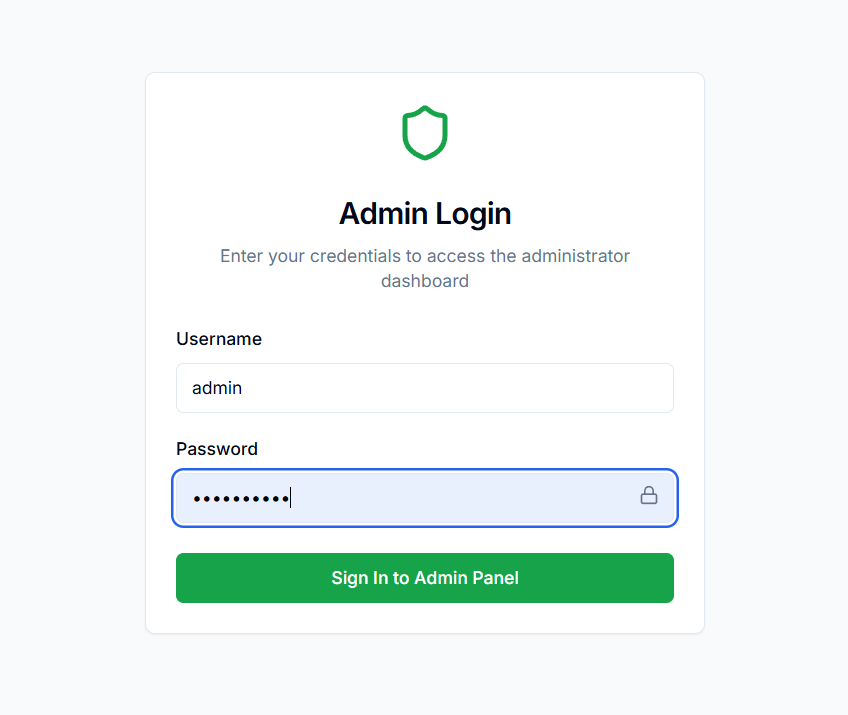 Admin Login
Enter your credentials to access the administrator
dashboard
Username
admin
Password
••••••••••
Sign In to Admin Panel